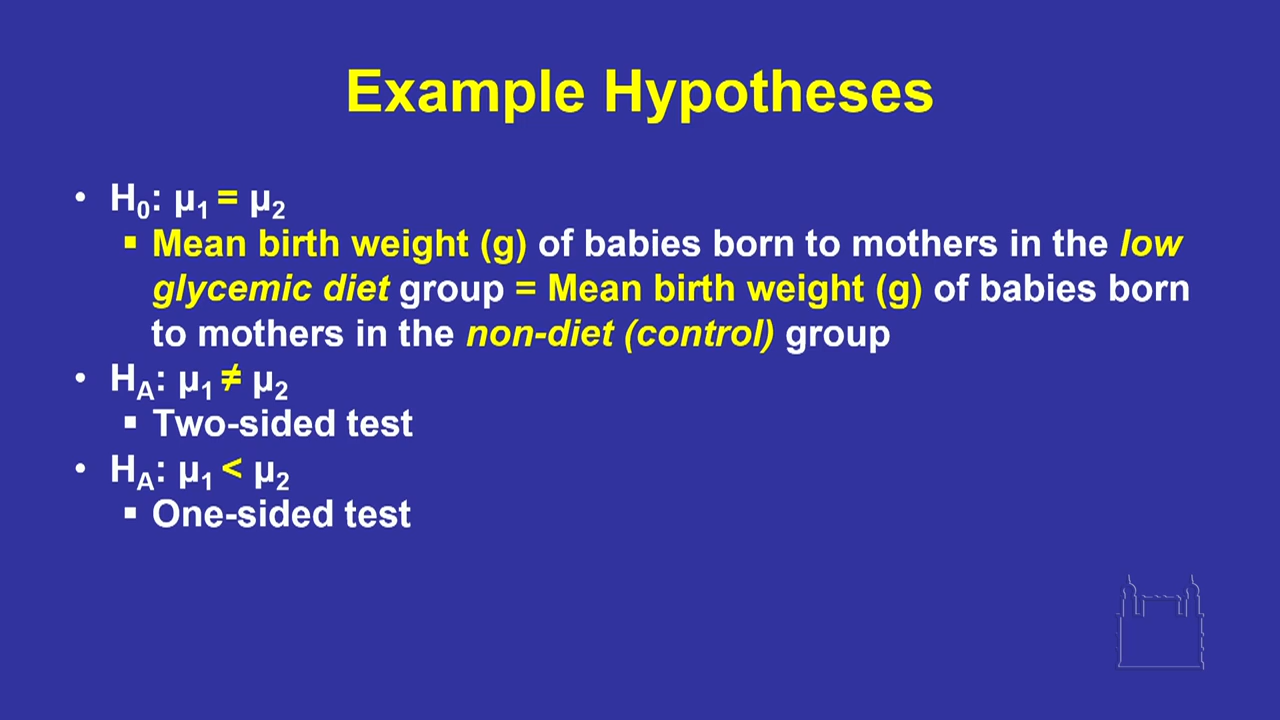 Example Hypotheses
• H₀: µ₁ = µ₂
▪ Mean birth weight (g) of babies born to mothers in the low
glycemic diet group = Mean birth weight (g) of babies born
to mothers in the non-diet (control) group
• H_A: µ₁ ≠ µ₂
▪ Two-sided test
• H_A: µ₁ < µ₂
▪ One-sided test